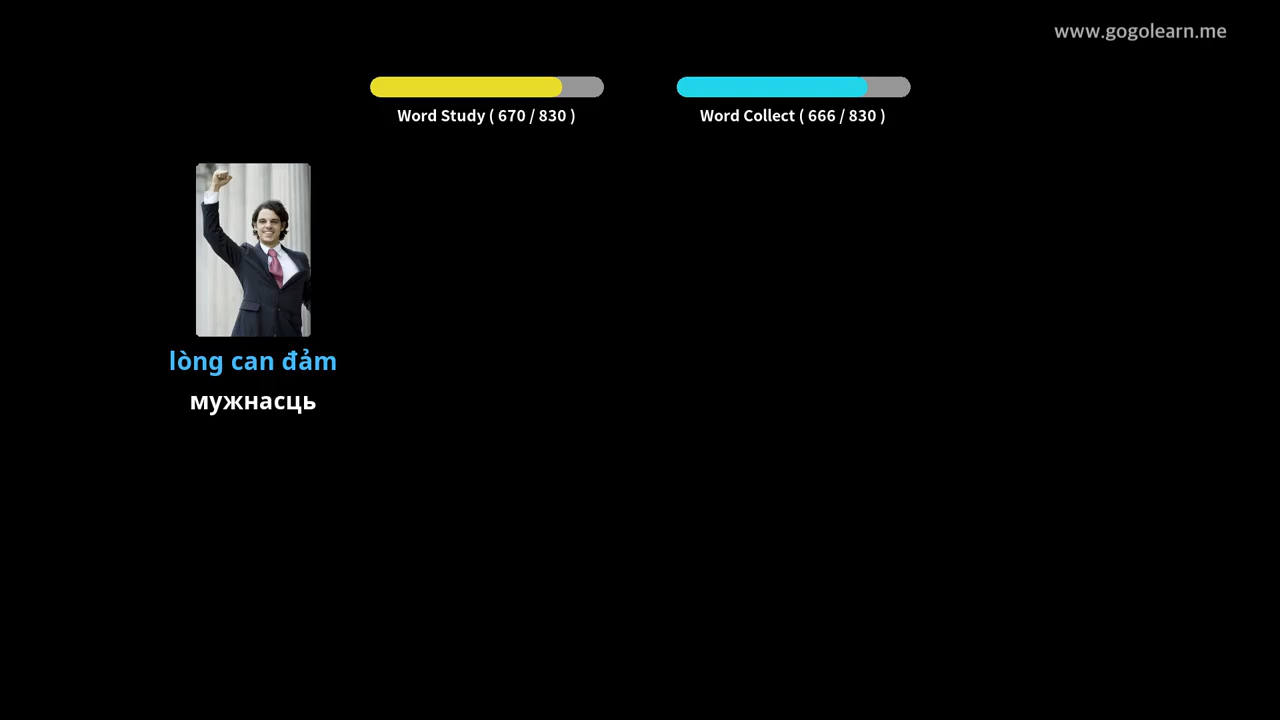 www.gogolearn.me
Word Study ( 670 / 830 )
Word Collect ( 666 / 830 )
lòng can đảm
мужнасць